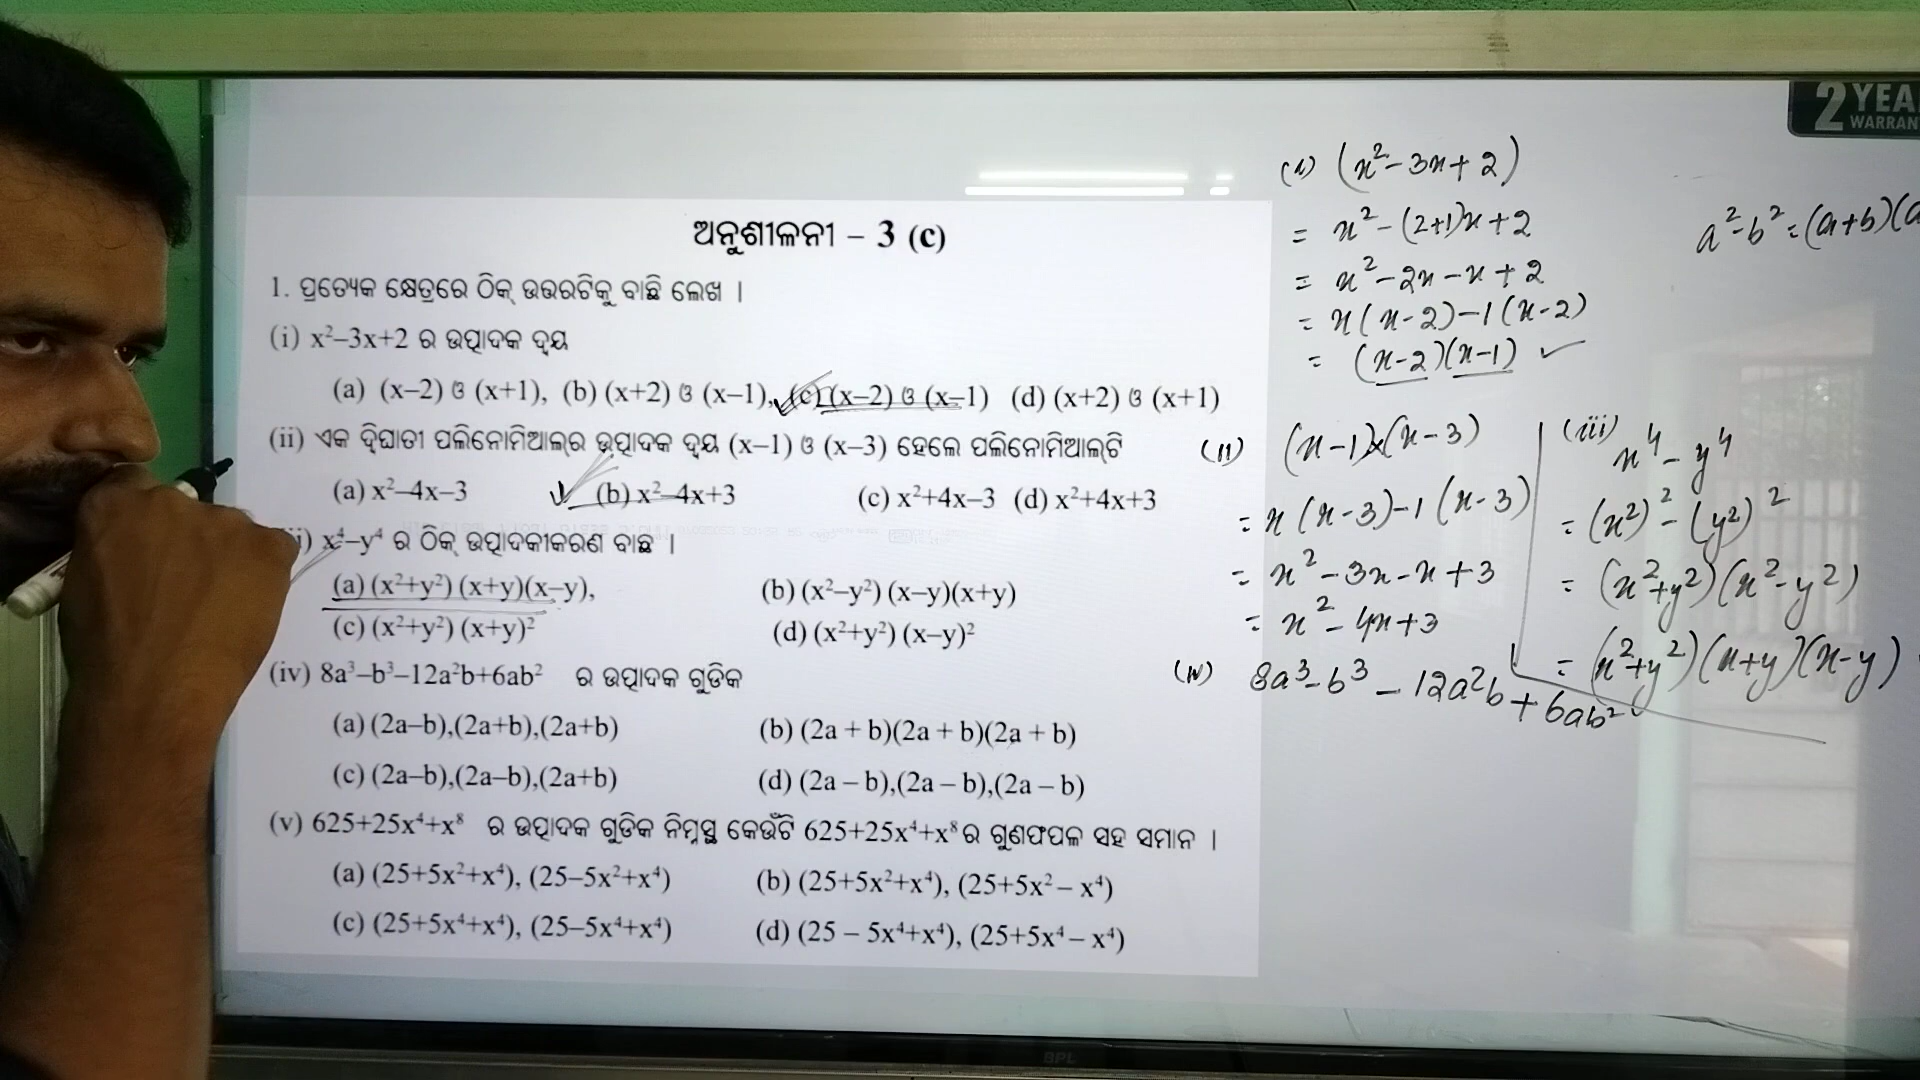 2 YEA
WARRAN
ଅନୁଶୀଳନୀ – 3 (c)
1. ପ୍ରତ୍ୟେକ କ୍ଷେତ୍ରରେ ଠିକ୍ ଉତ୍ତରଟିକୁ ବାଛି ଲେଖ ।
(i) x²–3x+2 ର ଉତ୍ପାଦକ ଦ୍ୱୟ
(a) (x–2) ଓ (x+1), (b) (x+2) ଓ (x–1), (c) (x–2) ଓ (x–1) (d) (x+2) ଓ (x+1)
(ii) ଏକ ଦ୍ୱିଘାତୀ ପଲିନୋମିଆଲ୍‌ର ଉତ୍ପାଦକ ଦ୍ୱୟ (x–1) ଓ (x–3) ହେଲେ ପଲିନୋମିଆଲ୍‌ଟି
(a) x²–4x–3 (b) x²–4x+3 (c) x²+4x–3 (d) x²+4x+3
x⁴–y⁴ ର ଠିକ୍ ଉତ୍ପାଦକୀକରଣ ବାଛ ।
(a) (x²+y²) (x+y)(x–y), (b) (x²–y²) (x–y)(x+y)
(c) (x²+y²) (x+y)² (d) (x²+y²) (x–y)²
(iv) 8a³–b³–12a²b+6ab² ର ଉତ୍ପାଦକ ଗୁଡିକ
(a) (2a–b),(2a+b),(2a+b) (b) (2a + b)(2a + b)(2a + b)
(c) (2a–b),(2a–b),(2a+b) (d) (2a – b),(2a – b),(2a – b)
(v) 625+25x⁴+x⁸ ର ଉତ୍ପାଦକ ଗୁଡିକ ନିମ୍ନସ୍ଥ କେଉଁଟି 625+25x⁴+x⁸ ର ଗୁଣଫପଳ ସହ ସମାନ ।
(a) (25+5x²+x⁴), (25–5x²+x⁴) (b) (25+5x²+x⁴), (25+5x² – x⁴)
(c) (25+5x⁴+x⁴), (25–5x⁴+x⁴) (d) (25 – 5x⁴+x⁴), (25+5x⁴ – x⁴)
(i) (x²-3x+2)
= x²-(2+1)x+2
= x²-2x-x+2
= x(x-2)-1(x-2)
= (x-2)(x-1) ✓
a²-b²=(a+b)(a
(ii) (x-1)×(x-3)
= x(x-3)-1(x-3)
= x²-3x-x+3
= x²-4x+3
(iii) x⁴-y⁴
= (x²)²-(y²)²
= (x²+y²)(x²-y²)
= (x²+y²)(x+y)(x-y)
(iv) 8a³-b³-12a²b+6ab²
BPL